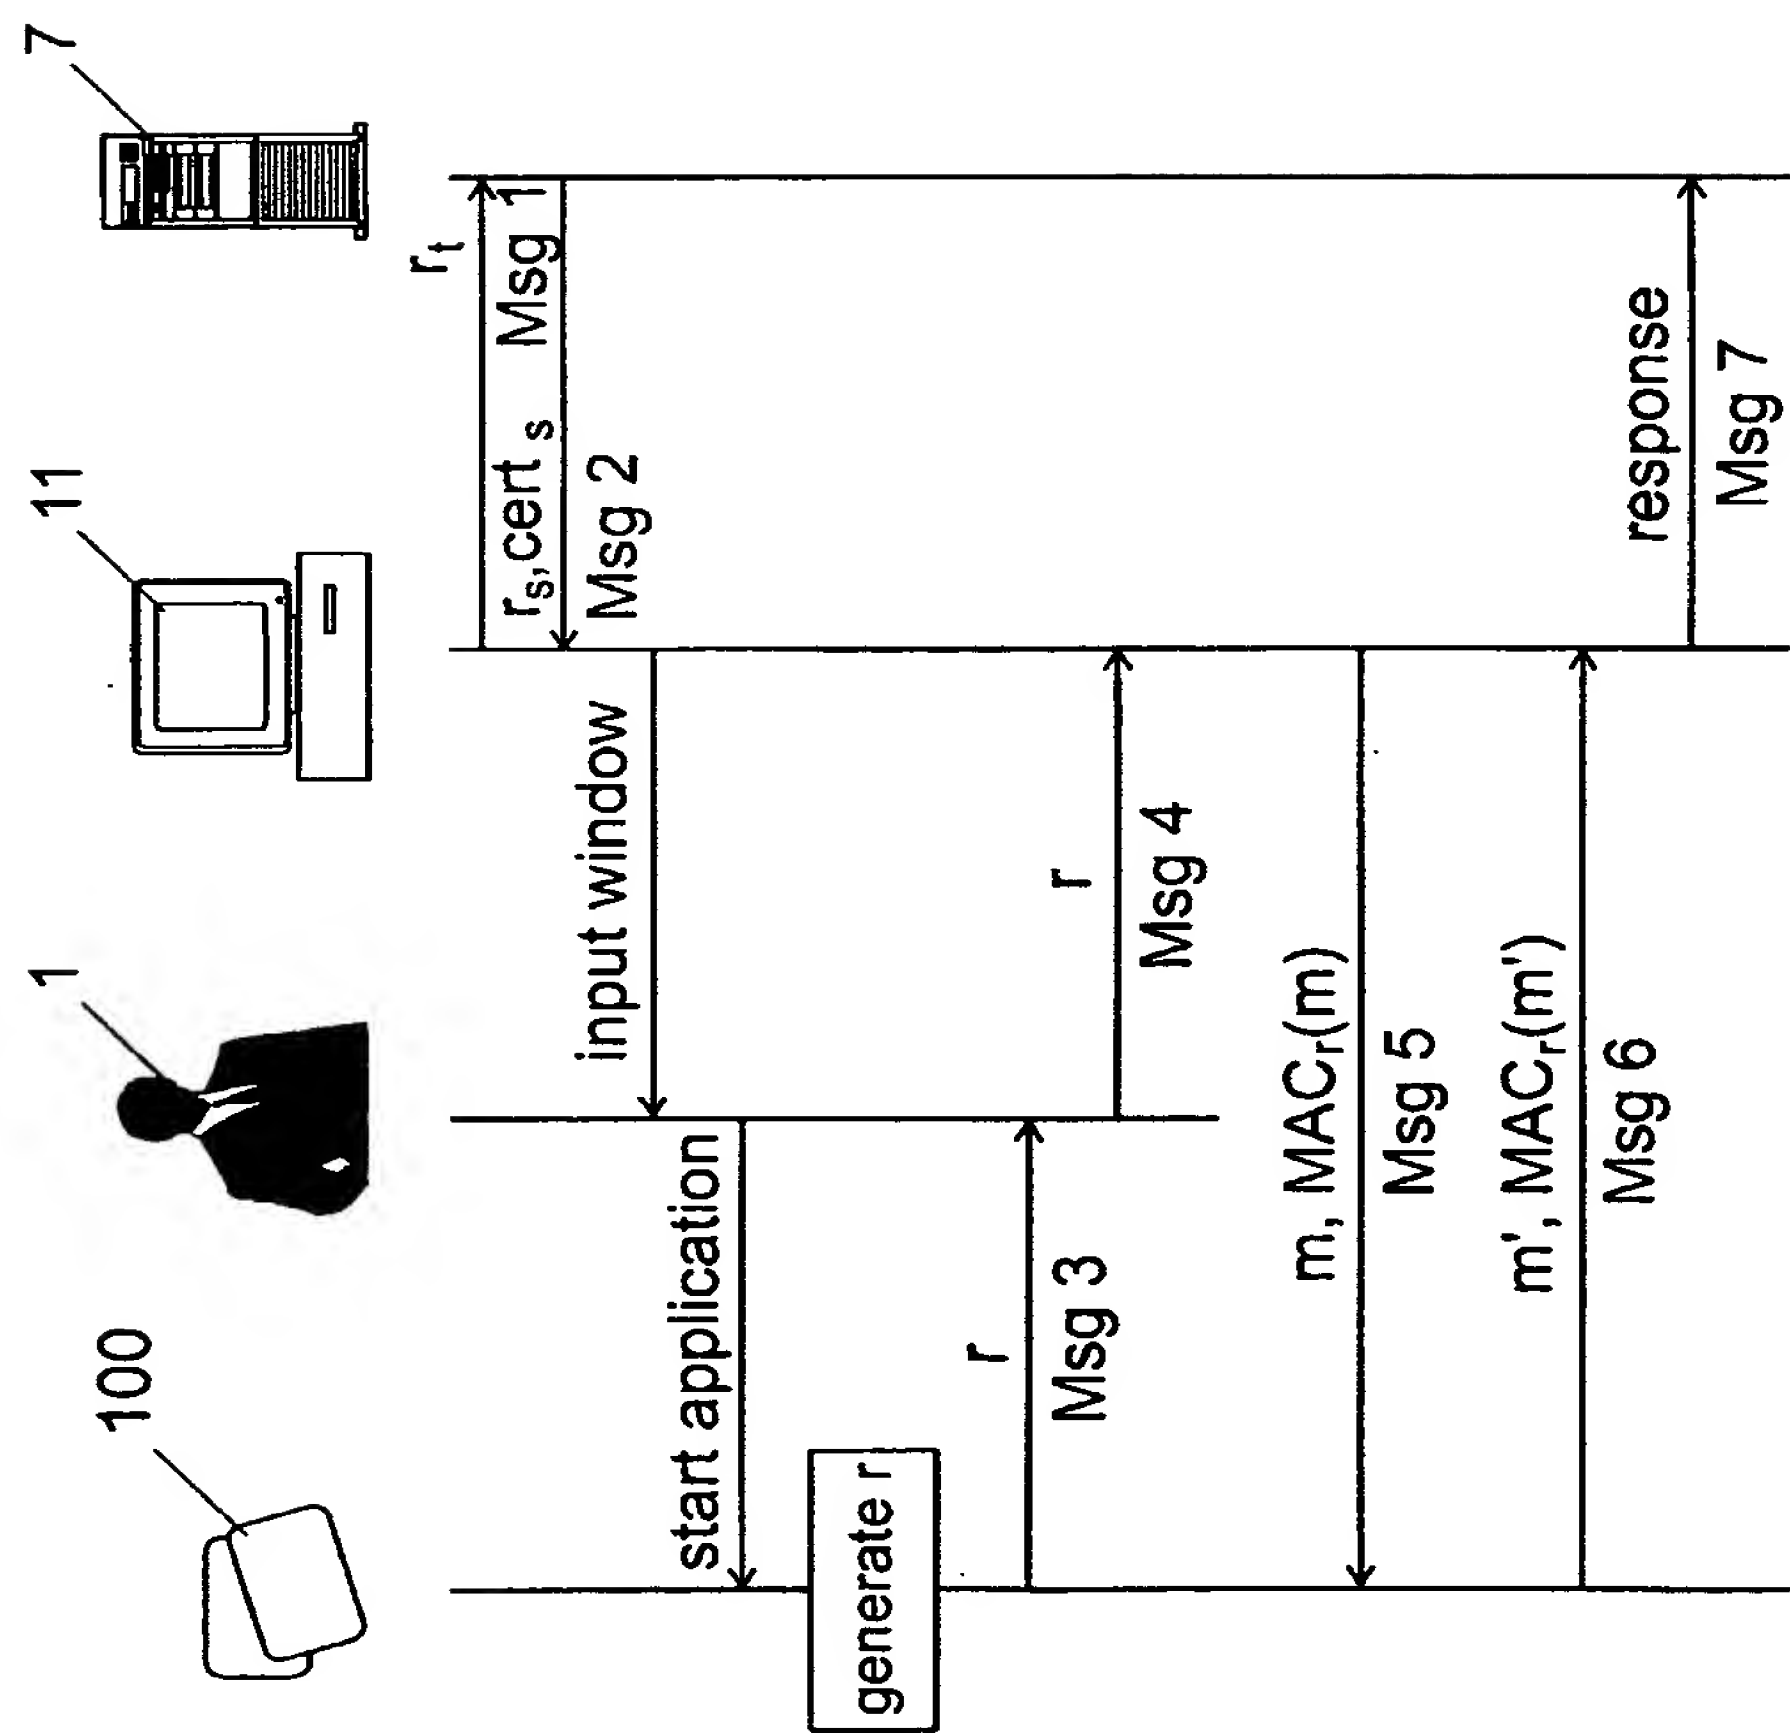 100
1
11
7
r_t
Msg 1
r_s, cert_s
Msg 2
input window
start application
generate r
r
Msg 3
r
Msg 4
m, MAC_r(m)
Msg 5
m', MAC_r(m')
Msg 6
response
Msg 7